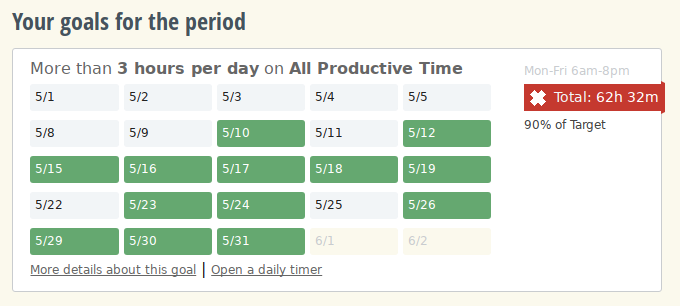 Your goals for the period
More than 3 hours per day on All Productive Time
Mon-Fri 6am-8pm
Total: 62h 32m
90% of Target
5/1 5/2 5/3 5/4 5/5
5/8 5/9 5/10 5/11 5/12
5/15 5/16 5/17 5/18 5/19
5/22 5/23 5/24 5/25 5/26
5/29 5/30 5/31 6/1 6/2
More details about this goal | Open a daily timer